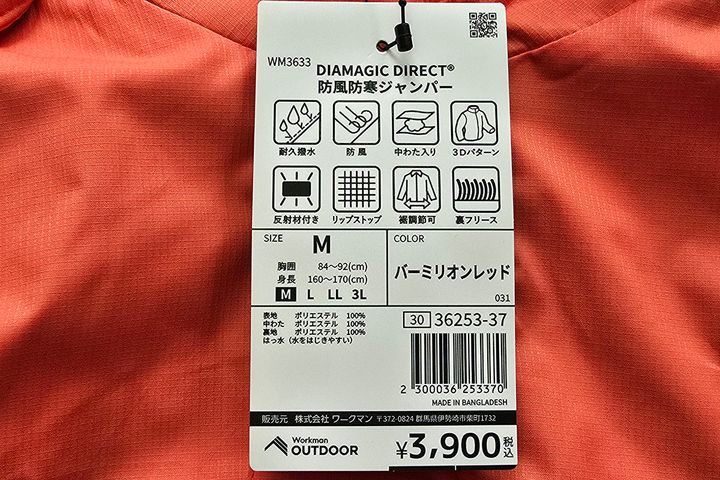 WM3633
DIAMAGIC DIRECT®
防風防寒ジャンパー
耐久撥水 防風 中わた入り 3Dパターン
反射材付き リップストップ 裾調節可 裏フリース
SIZE M
胸囲 84〜92(cm)
身長 160〜170(cm)
M L LL 3L
COLOR
バーミリオンレッド
031
表地 ポリエステル 100%
中わた ポリエステル 100%
裏地 ポリエステル 100%
はっ水（水をはじきやすい）
30 36253-37
2 300036 253370
MADE IN BANGLADESH
販売元 株式会社 ワークマン 〒372-0824 群馬県伊勢崎市柴町1732
Workman
OUTDOOR
¥3,900税込